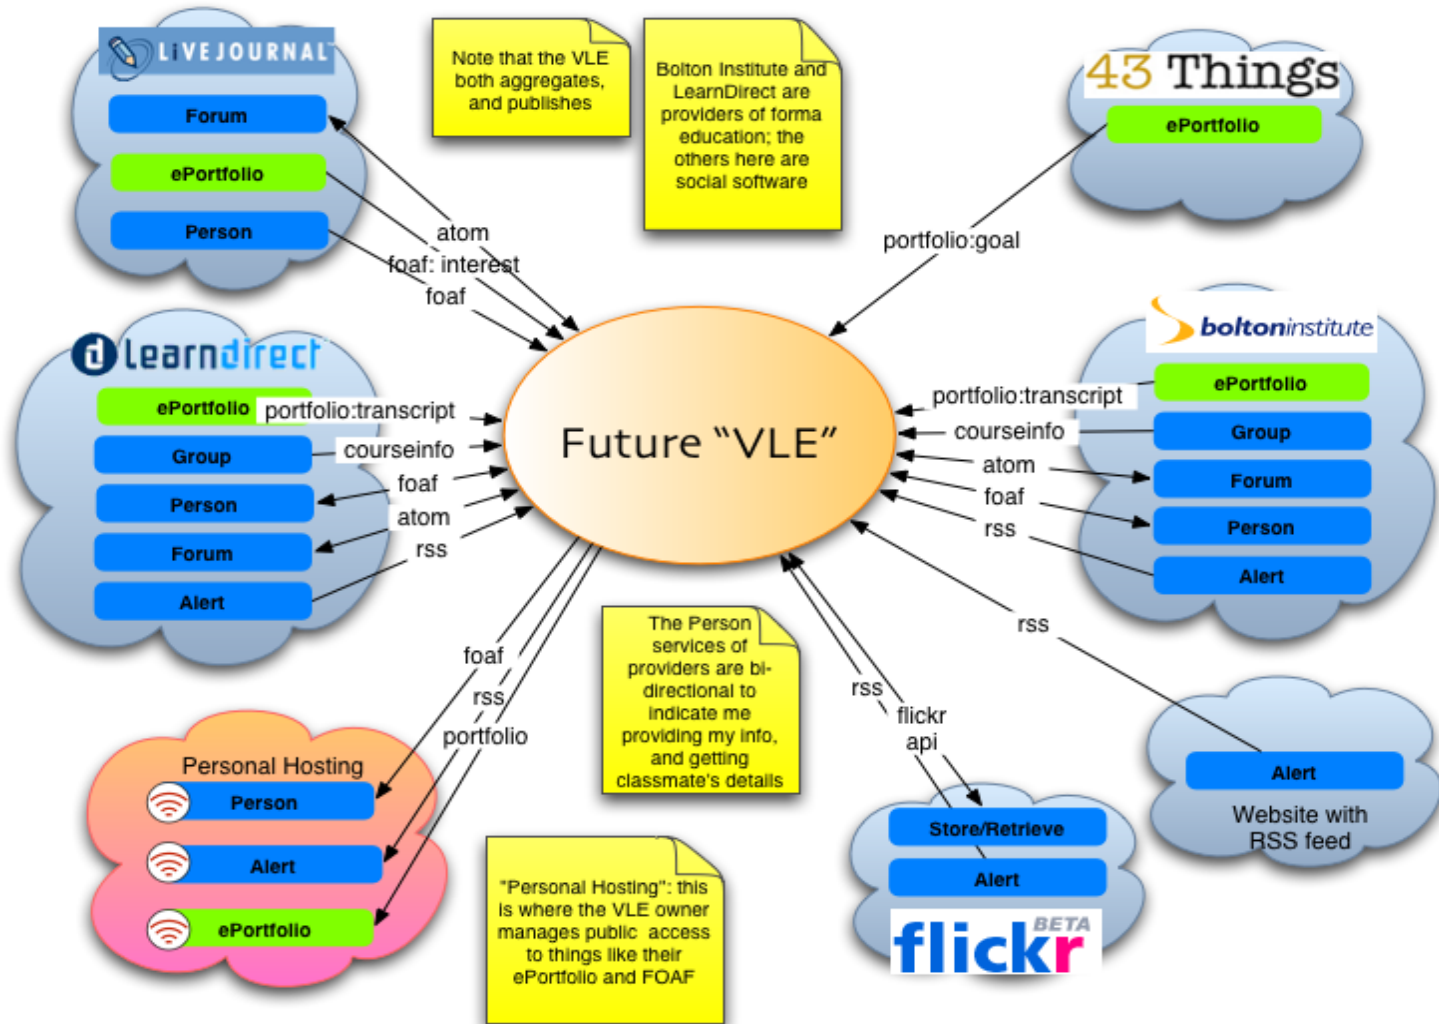 LiVEJOURNAL
Forum
ePortfolio
Person
atom
foaf: interest
foaf
Note that the VLE
both aggregates,
and publishes
Bolton Institute and
LearnDirect are
providers of forma
education; the
others here are
social software
43 Things
ePortfolio
portfolio:goal
learndirect
ePortfolio
Group
Person
Forum
Alert
portfolio:transcript
courseinfo
foaf
atom
rss
Future “VLE”
boltoninstitute
ePortfolio
Group
Forum
Person
Alert
portfolio:transcript
courseinfo
atom
foaf
rss
foaf
rss
portfolio
Personal Hosting
Person
Alert
ePortfolio
The Person
services of
providers are bi-
directional to
indicate me
providing my info,
and getting
classmate's details
"Personal Hosting": this
is where the VLE owner
manages public access
to things like their
ePortfolio and FOAF
rss
flickr
api
Store/Retrieve
Alert
flickr
BETA
rss
Alert
Website with
RSS feed